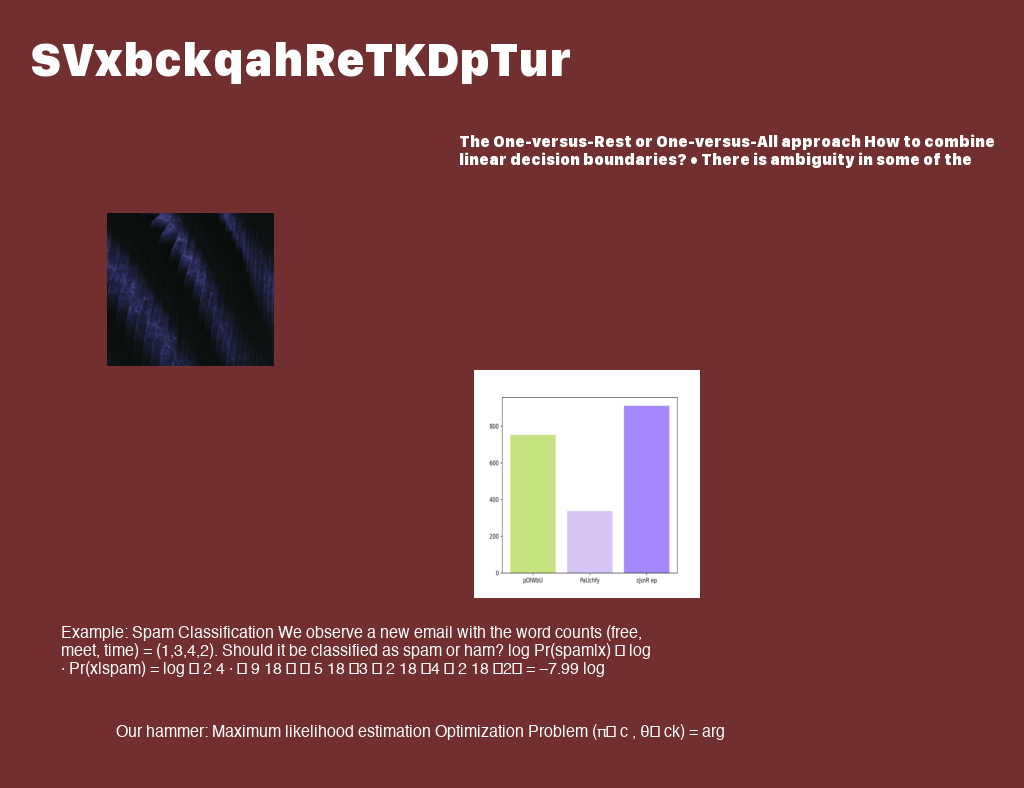 SVxbckqahReTKDpTur
The One-versus-Rest or One-versus-All approach How to combine
linear decision boundaries? • There is ambiguity in some of the
800
600
400
200
0
pOIWbU PaUchfy zjsnR ep
Example: Spam Classification We observe a new email with the word counts (free,
meet, time) = (1,3,4,2). Should it be classified as spam or ham? log Pr(spam|x) □ log
· Pr(x|spam) = log □ 2 4 · □ 9 18 □ □ 5 18 □3 □ 2 18 □4 □ 2 18 □2□ = −7.99 log
Our hammer: Maximum likelihood estimation Optimization Problem (π□ c , θ□ ck) = arg